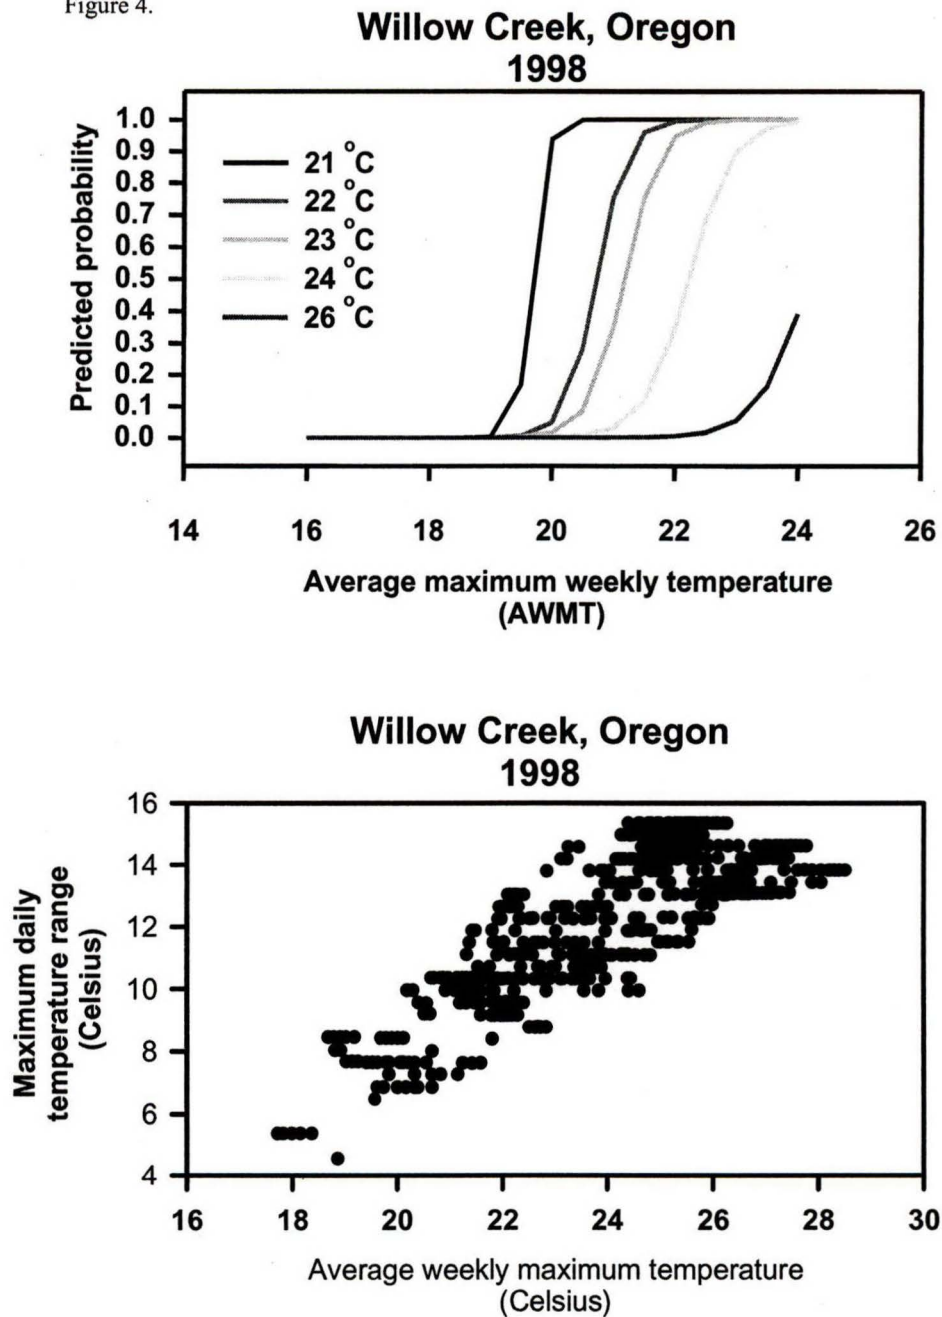 Figure 4.
Willow Creek, Oregon
1998
Predicted probability
1.0
0.9
0.8
0.7
0.6
0.5
0.4
0.3
0.2
0.1
0.0
21 °C
22 °C
23 °C
24 °C
26 °C
14 16 18 20 22 24 26
Average maximum weekly temperature
(AWMT)
Willow Creek, Oregon
1998
Maximum daily
temperature range
(Celsius)
16
14
12
10
8
6
4
16 18 20 22 24 26 28 30
Average weekly maximum temperature
(Celsius)